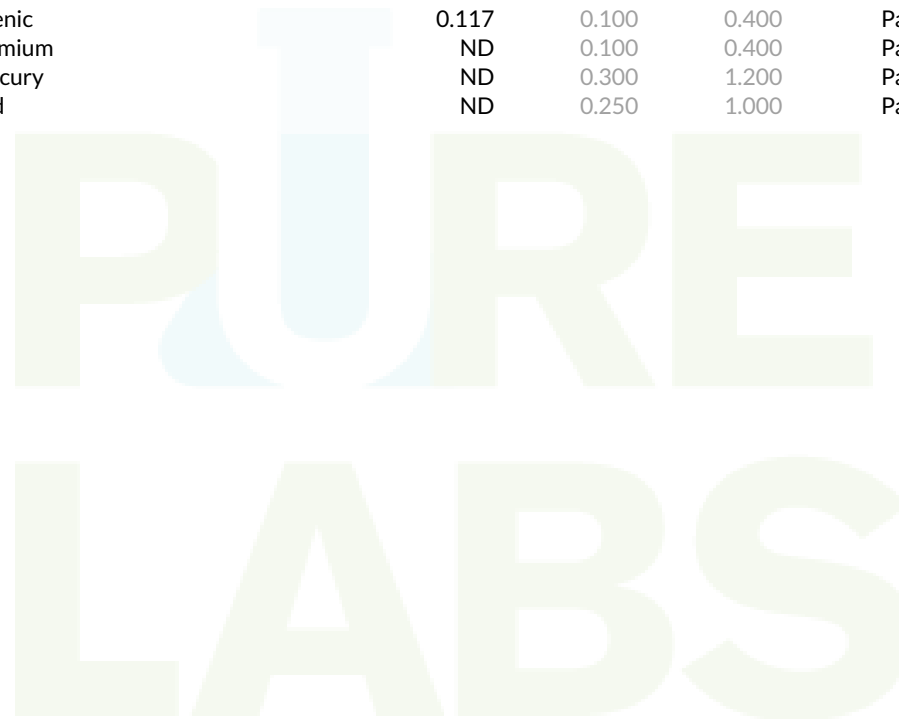 enic 0.117 0.100 0.400 Pa
mium ND 0.100 0.400 Pa
cury ND 0.300 1.200 Pa
d ND 0.250 1.000 Pa
PURE
LABS